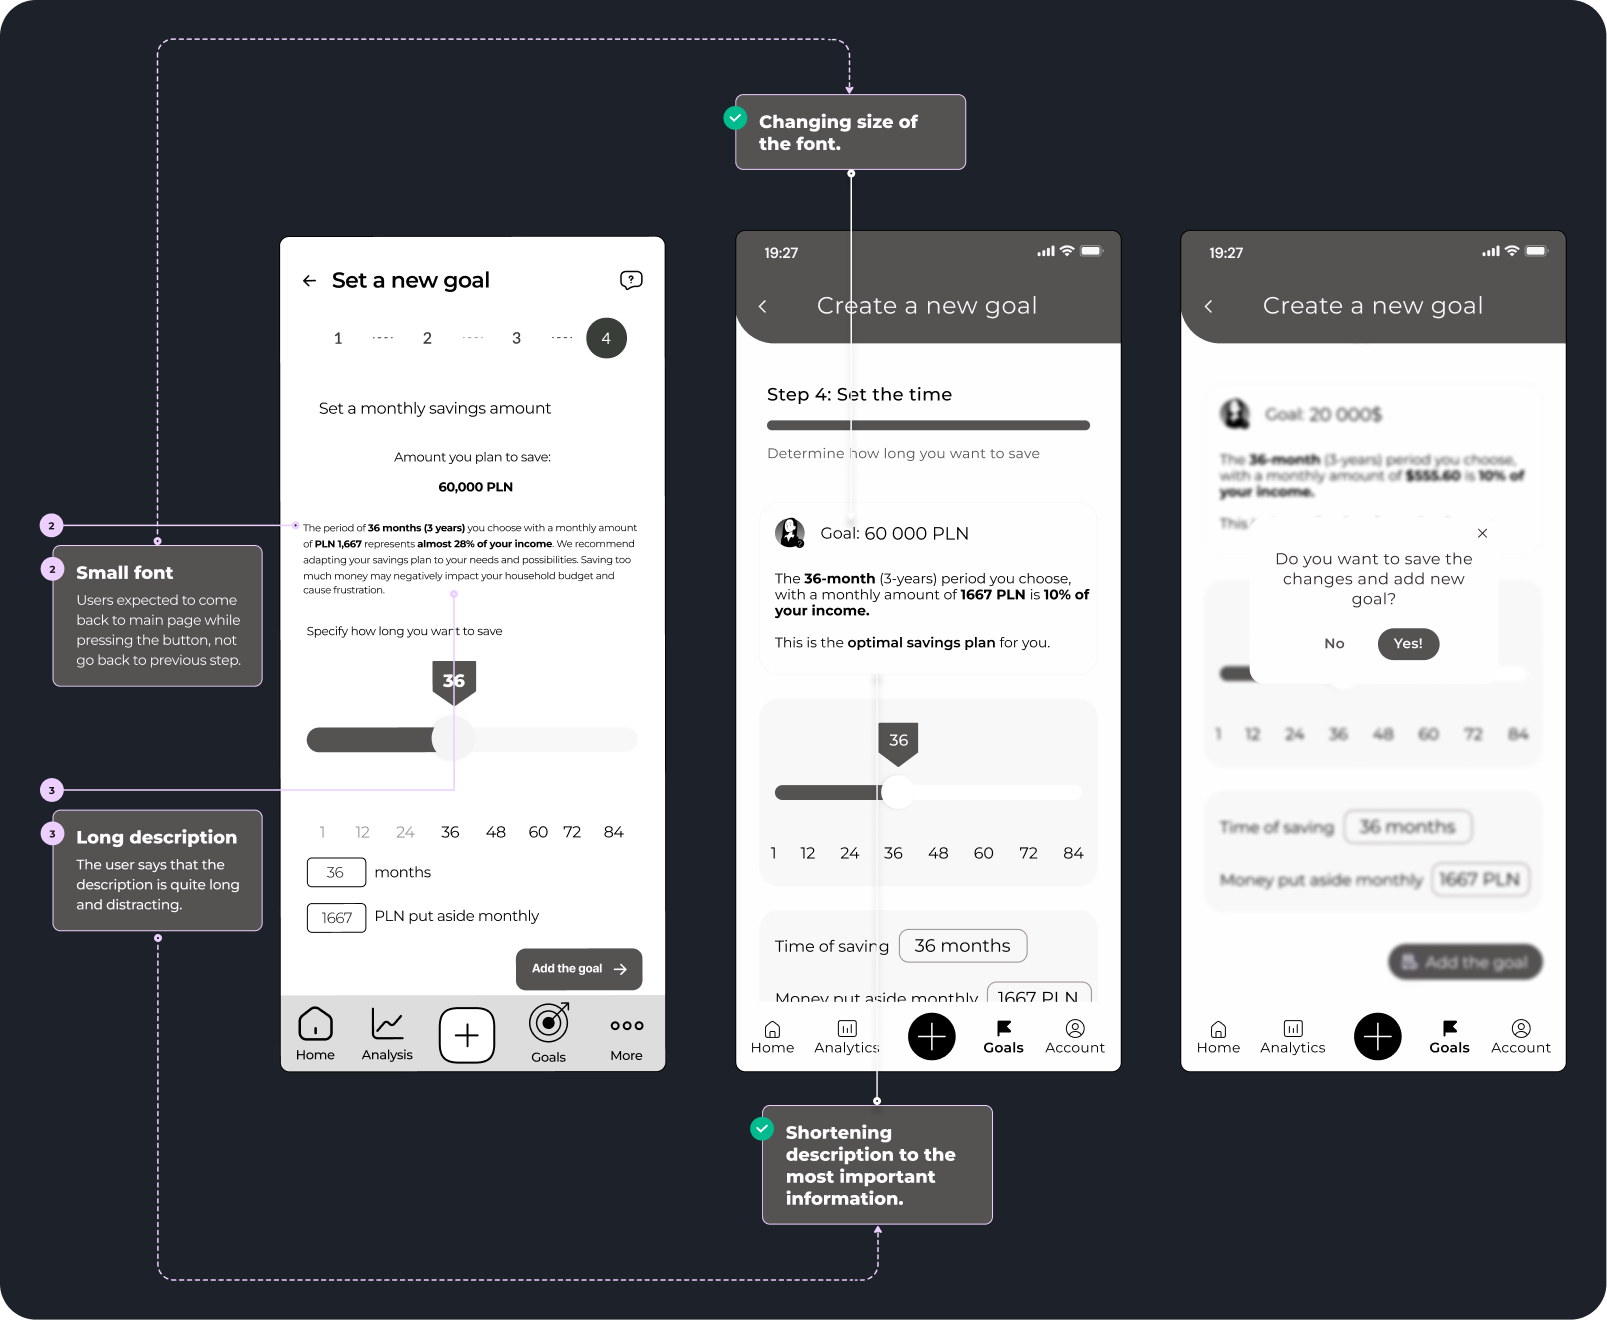 Changing size of
the font.
2
2
Small font
Users expected to come
back to main page while
pressing the button, not
go back to previous step.
3
3
Long description
The user says that the
description is quite long
and distracting.
Set a new goal
?
1
2
3
4
Set a monthly savings amount
Amount you plan to save:
60,000 PLN
The period of 36 months (3 years) you choose with a monthly amount
of PLN 1,667 represents almost 28% of your income. We recommend
adapting your savings plan to your needs and possibilities. Saving too
much money may negatively impact your household budget and
cause frustration.
Specify how long you want to save
36
1 12 24 36 48 60 72 84
36 months
1667 PLN put aside monthly
Add the goal
Home Analysis Goals More
19:27
Create a new goal
Step 4: Set the time
Determine how long you want to save
Goal: 60 000 PLN
The 36-month (3-years) period you choose,
with a monthly amount of 1667 PLN is 10% of
your income.
This is the optimal savings plan for you.
36
1 12 24 36 48 60 72 84
Time of saving 36 months
Money put aside monthly 1667 PLN
Home Analytics Goals Account
19:27
Create a new goal
Goal: 20 000$
The 36-month (3-years) period you choose,
with a monthly amount of $555.60 is 10% of
your income.
This
Do you want to save the
changes and add new
goal?
No Yes!
1 12 24 36 48 60 72 84
Time of saving 36 months
Money put aside monthly 1667 PLN
Add the goal
Home Analytics Goals Account
Shortening
description to the
most important
information.